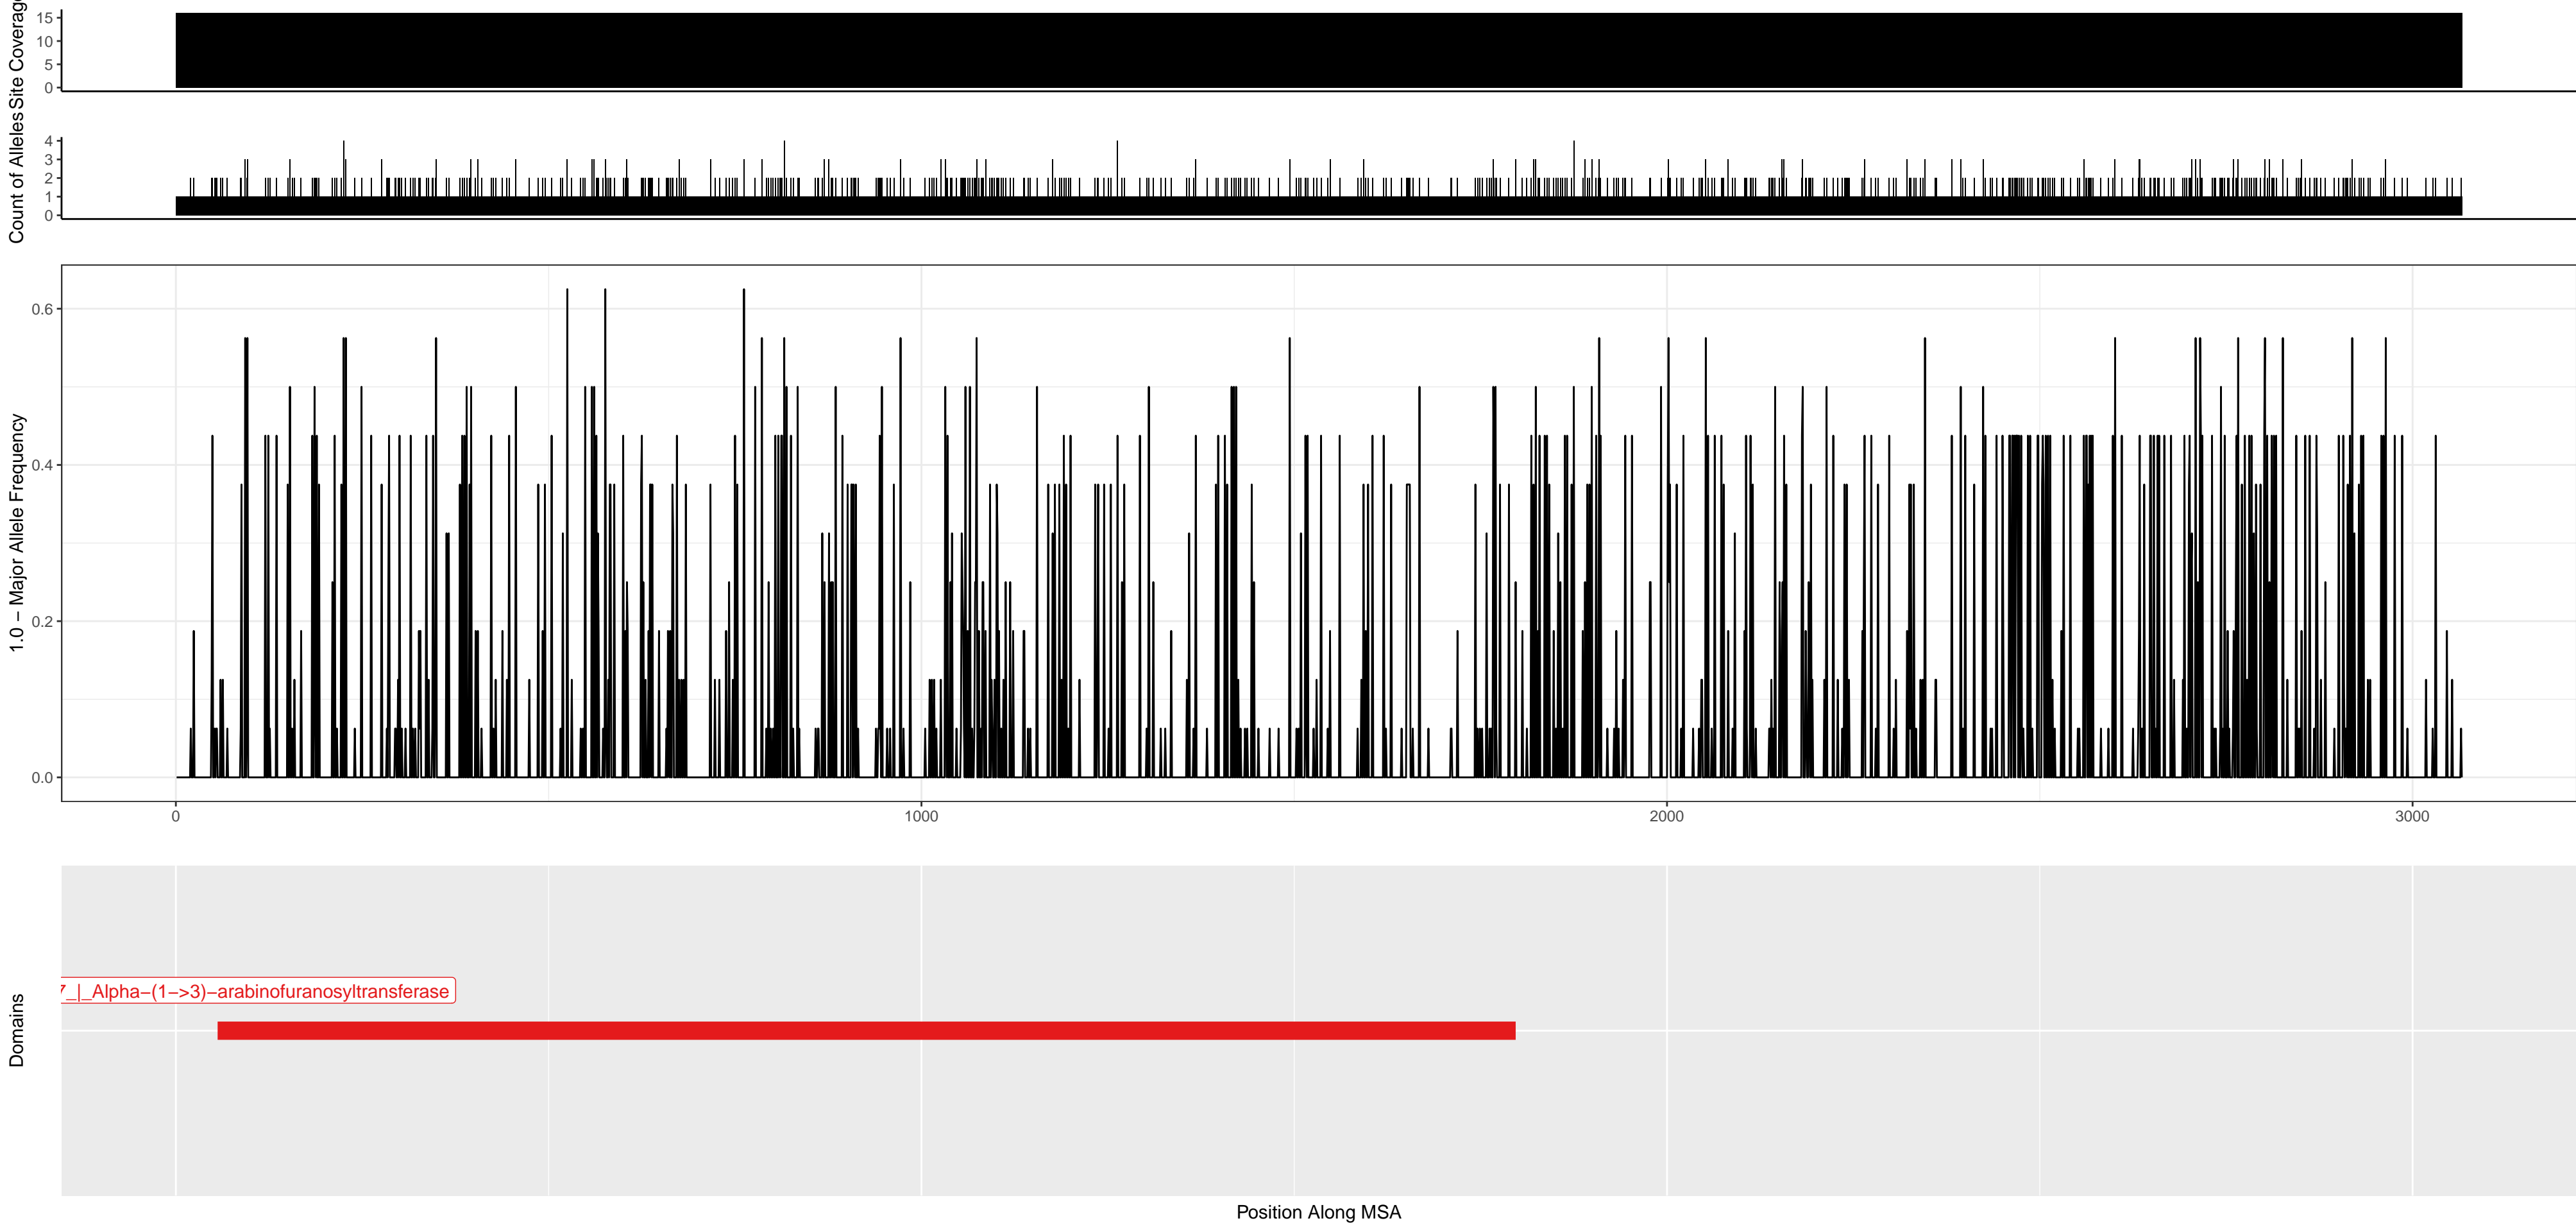 Site Coverage
15
10
5
0
Count of Alleles
4
3
2
1
0
1.0 − Major Allele Frequency
0.6
0.4
0.2
0.0
0
1000
2000
3000
Domains
7_|_Alpha−(1−>3)−arabinofuranosyltransferase
Position Along MSA